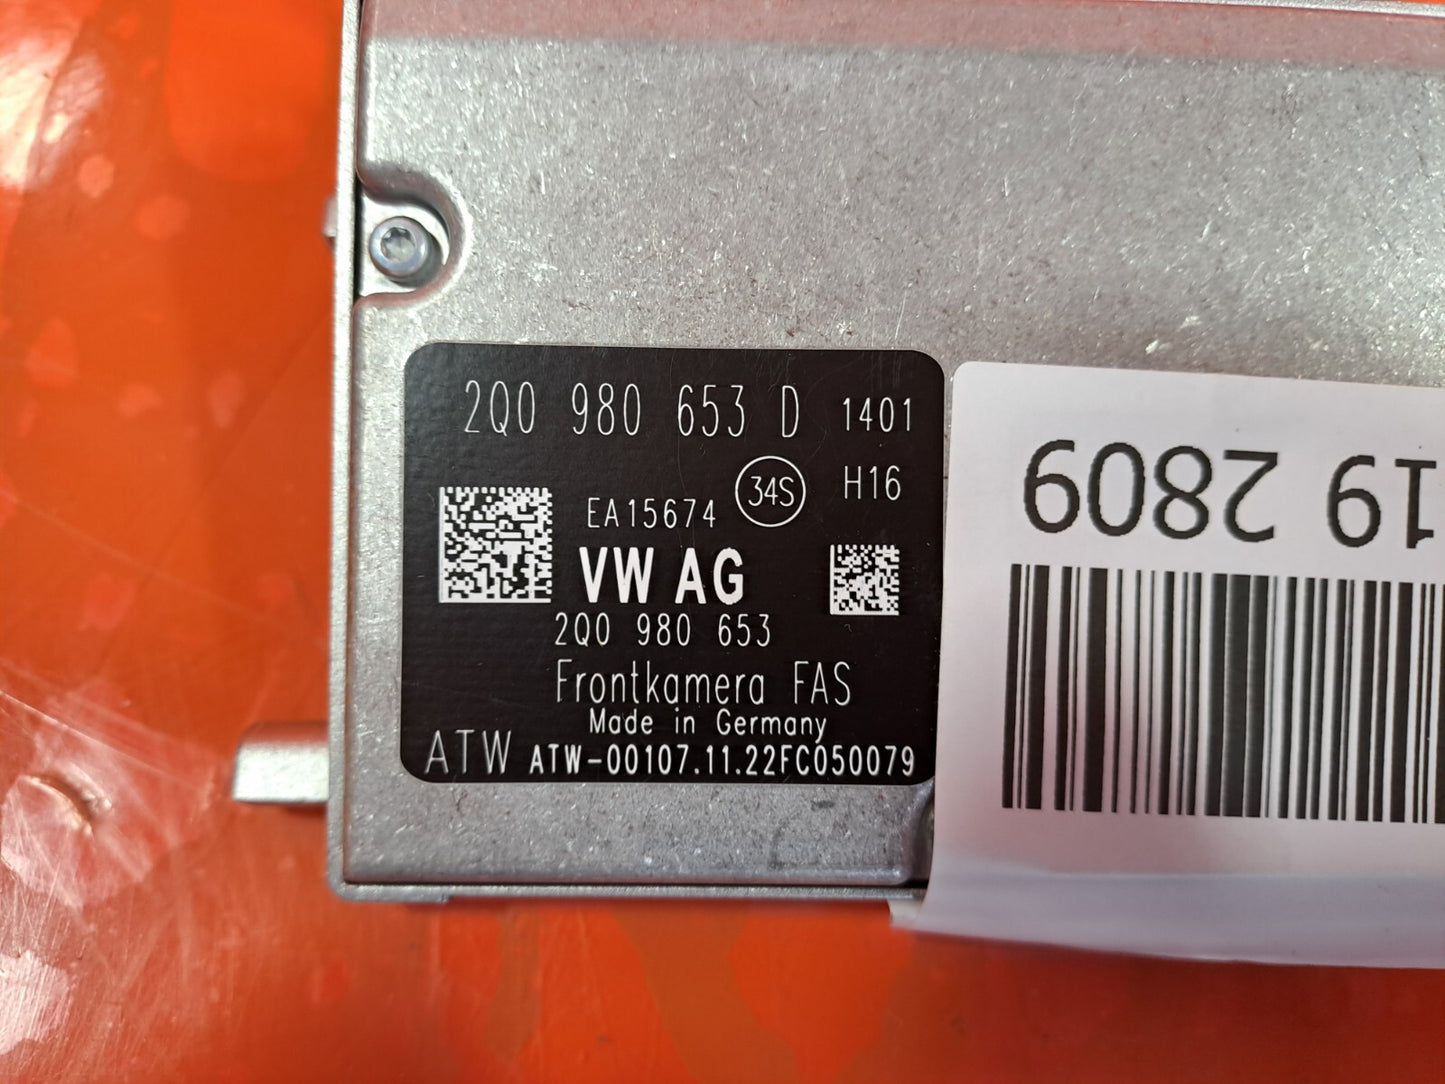 2Q0 980 653 D 1401
34S H16
EA15674
VW AG
2Q0 980 653
Frontkamera FAS
Made in Germany
ATW ATW-00107.11.22FC050079
19 2809